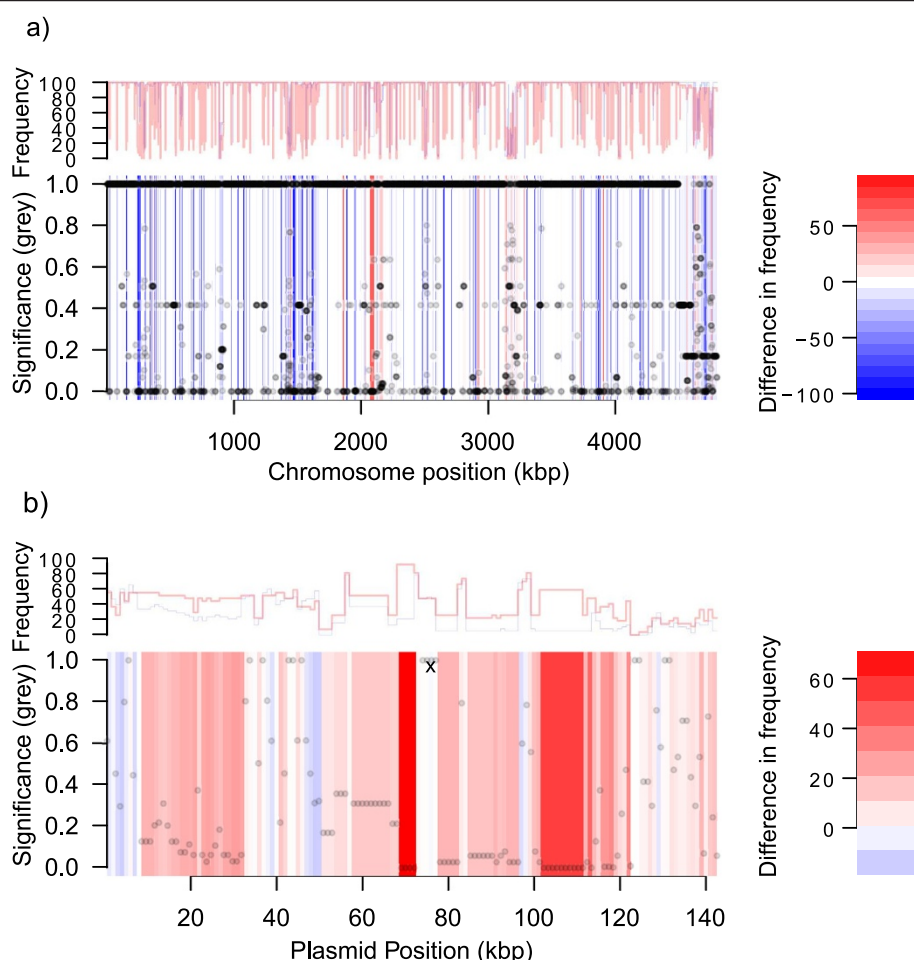 a)
Frequency
100
80
60
40
20
0
Significance (grey)
1.0
0.8
0.6
0.4
0.2
0.0
1000 2000 3000 4000
Chromosome position (kbp)
Difference in frequency
50
0
−50
−100
b)
Frequency
100
80
60
40
20
0
Significance (grey)
1.0
0.8
0.6
0.4
0.2
0.0
x
20 40 60 80 100 120 140
Plasmid Position (kbp)
Difference in frequency
60
40
20
0